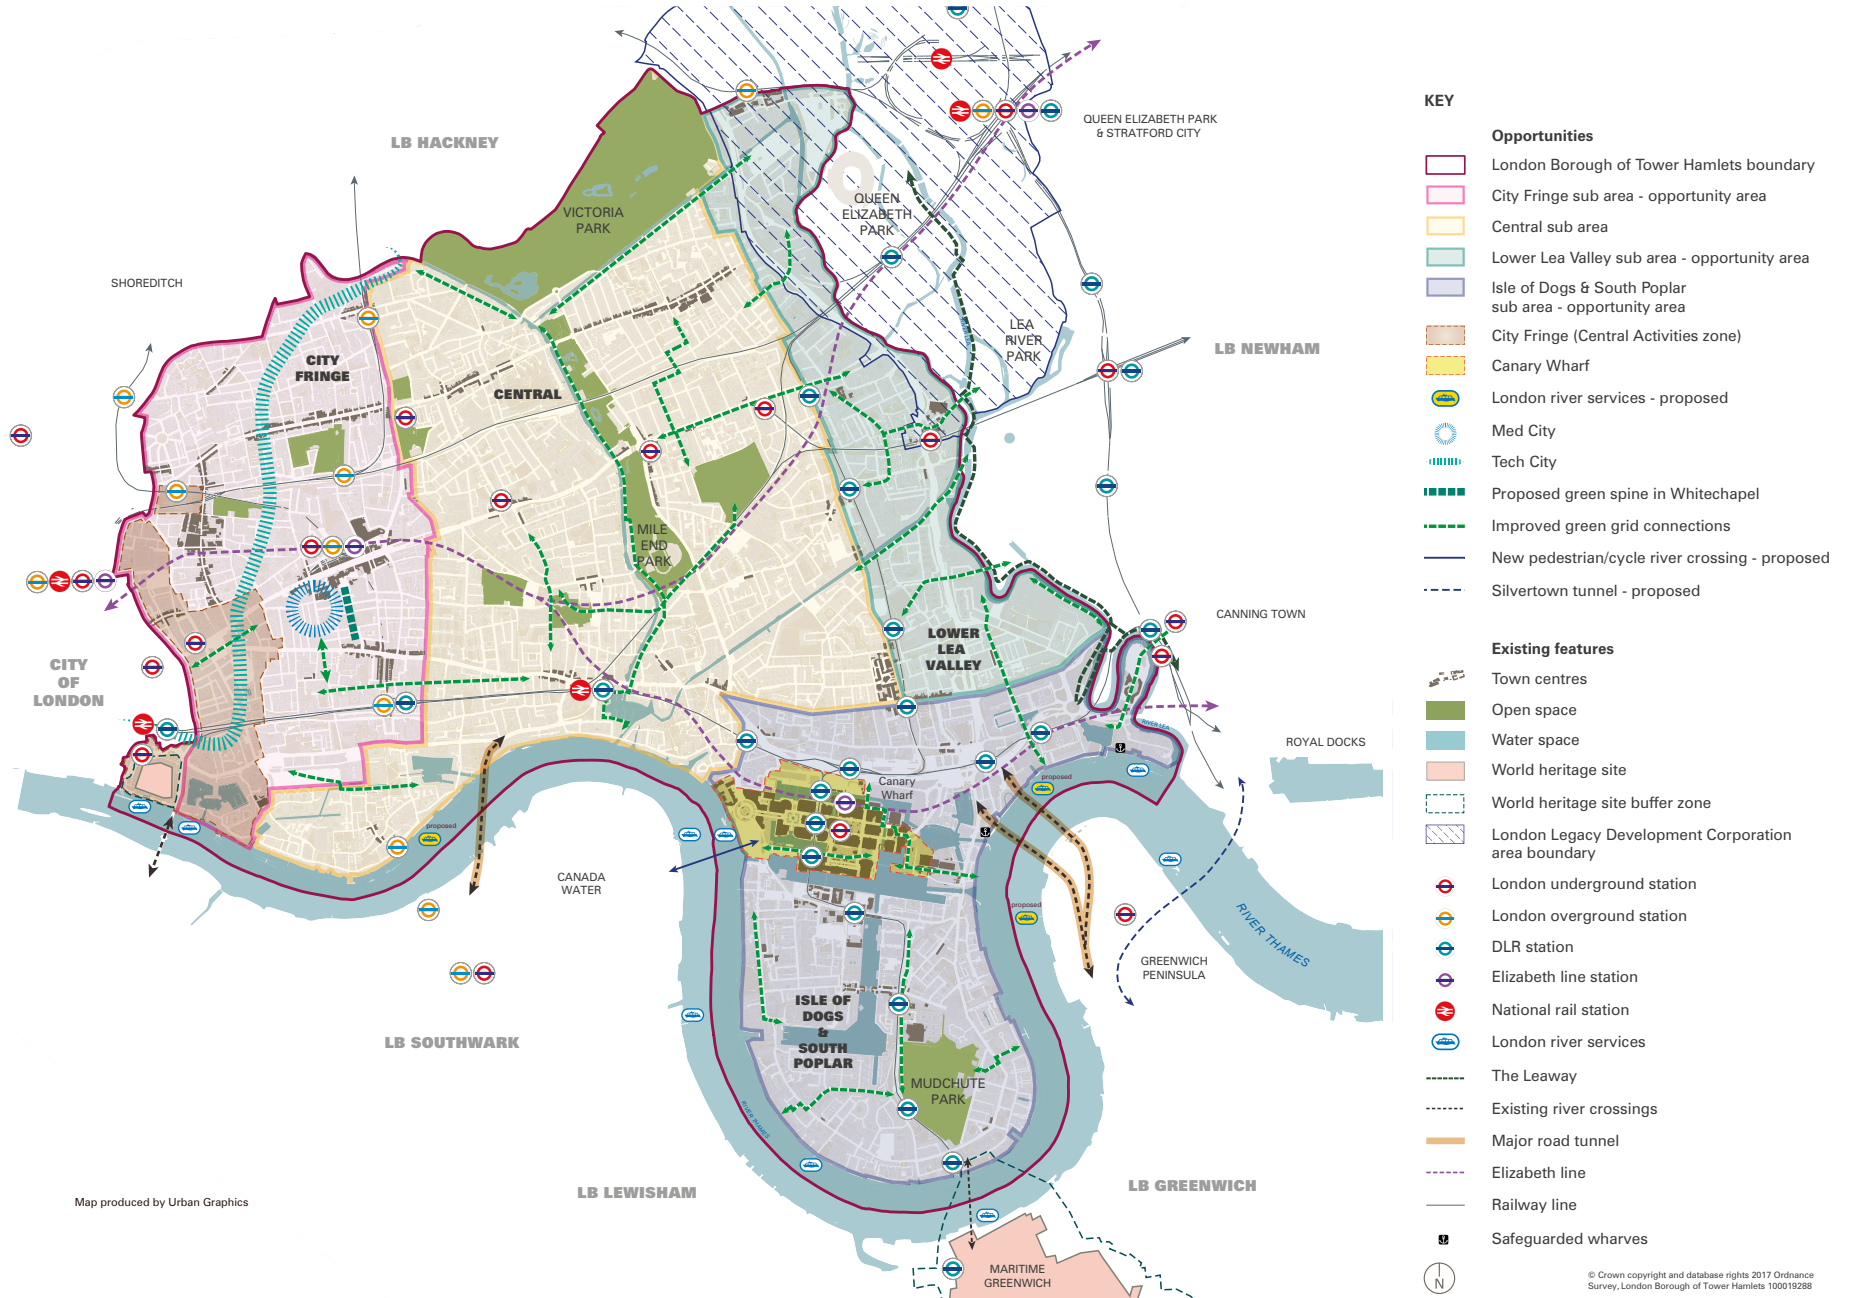 LB HACKNEY
SHOREDITCH
VICTORIA
PARK
QUEEN ELIZABETH PARK
& STRATFORD CITY
QUEEN
ELIZABETH
PARK
LEA
RIVER
PARK
LB NEWHAM
CITY
FRINGE
CENTRAL
MILE
END
PARK
CITY
OF
LONDON
LOWER
LEA
VALLEY
CANNING TOWN
RIVER LEA
ROYAL DOCKS
proposed
Canary
Wharf
proposed
CANADA
WATER
proposed
RIVER THAMES
GREENWICH
PENINSULA
ISLE OF
DOGS
&
SOUTH
POPLAR
MUDCHUTE
PARK
RIVER THAMES
LB SOUTHWARK
LB LEWISHAM
LB GREENWICH
MARITIME
GREENWICH
Map produced by Urban Graphics
KEY
Opportunities
London Borough of Tower Hamlets boundary
City Fringe sub area - opportunity area
Central sub area
Lower Lea Valley sub area - opportunity area
Isle of Dogs & South Poplar
sub area - opportunity area
City Fringe (Central Activities zone)
Canary Wharf
London river services - proposed
Med City
Tech City
Proposed green spine in Whitechapel
Improved green grid connections
New pedestrian/cycle river crossing - proposed
Silvertown tunnel - proposed
Existing features
Town centres
Open space
Water space
World heritage site
World heritage site buffer zone
London Legacy Development Corporation
area boundary
London underground station
London overground station
DLR station
Elizabeth line station
National rail station
London river services
The Leaway
Existing river crossings
Major road tunnel
Elizabeth line
Railway line
Safeguarded wharves
N
© Crown copyright and database rights 2017 Ordnance
Survey, London Borough of Tower Hamlets 100019288